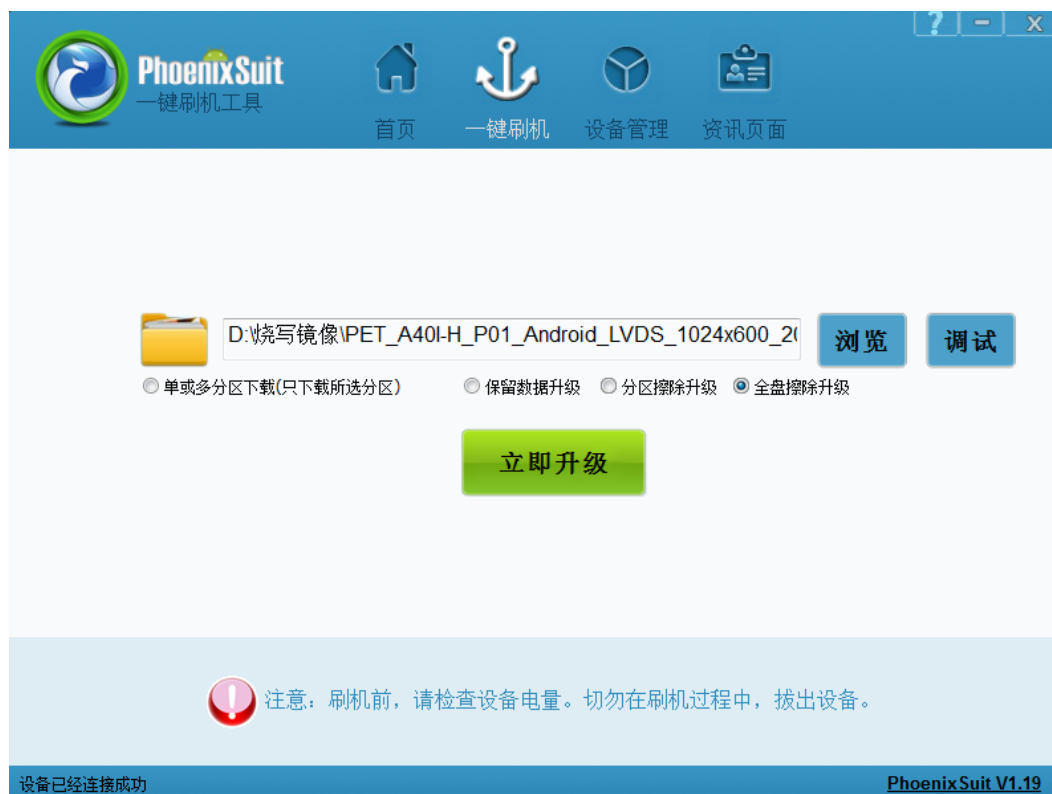 ? － X
PhoenixSuit
一键刷机工具
首页 一键刷机 设备管理 资讯页面
D:\烧写镜像\PET_A40I-H_P01_Android_LVDS_1024x600_20 浏览 调试
单或多分区下载(只下载所选分区) 保留数据升级 分区擦除升级 全盘擦除升级
立即升级
注意：刷机前，请检查设备电量。切勿在刷机过程中，拔出设备。
设备已经连接成功 PhoenixSuit V1.19